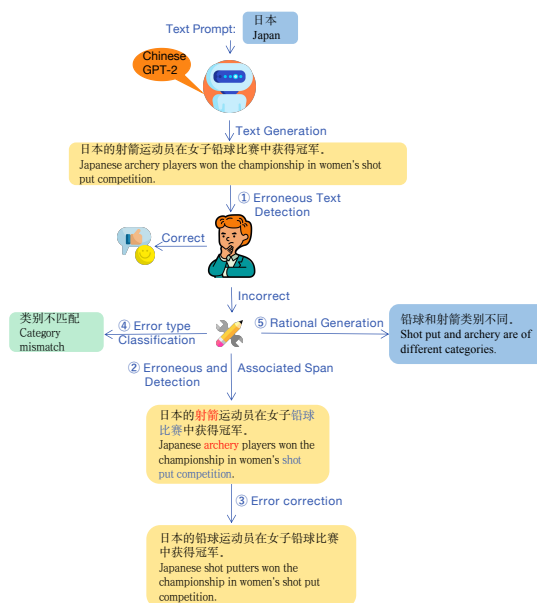 Text Prompt:
日本
Japan
Chinese
GPT-2
Text Generation
日本的射箭运动员在女子铅球比赛中获得冠军.
Japanese archery players won the championship in women's shot
put competition.
① Erroneous Text
Detection
Correct
Incorrect
类别不匹配
Category
mismatch
④ Error type
Classification
⑤ Rational Generation
铅球和射箭类别不同.
Shot put and archery are of
different categories.
② Erroneous and Associated Span
Detection
日本的射箭运动员在女子铅球
比赛中获得冠军.
Japanese archery players won the
championship in women's shot
put competition.
③ Error correction
日本的铅球运动员在女子铅球比赛
中获得冠军.
Japanese shot putters won the
championship in women's shot put
competition.